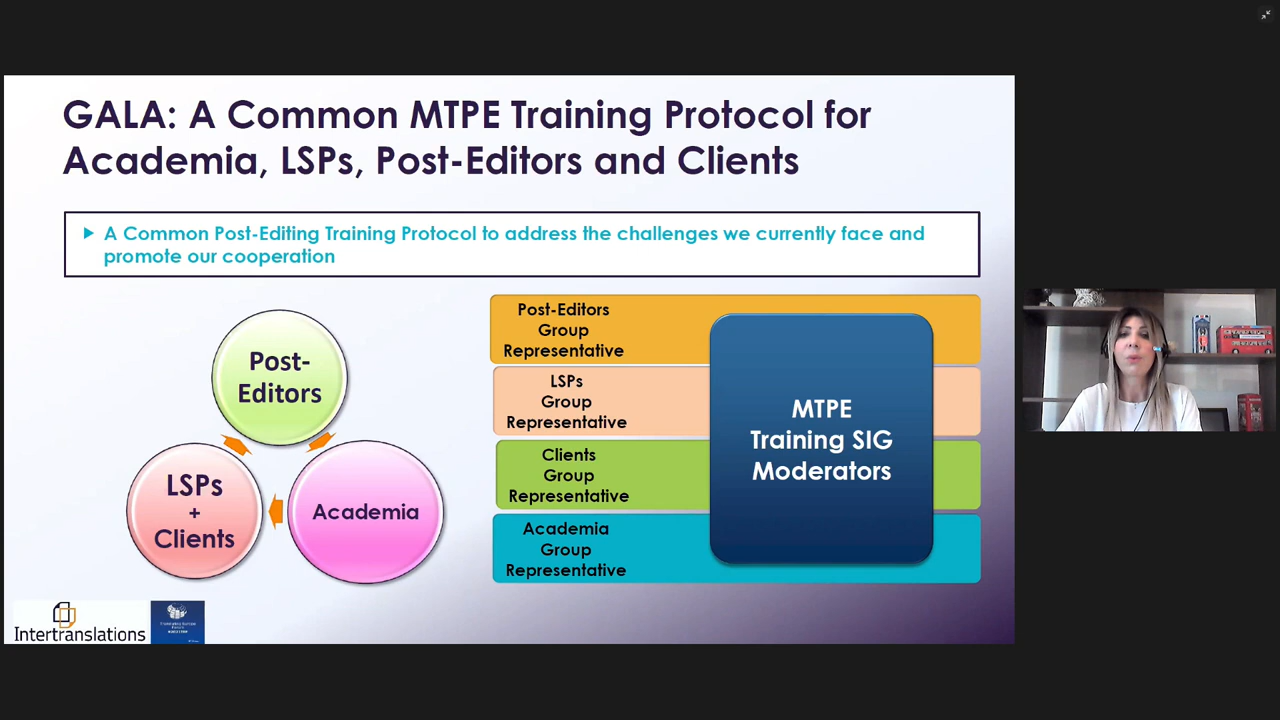 GALA: A Common MTPE Training Protocol for
Academia, LSPs, Post-Editors and Clients
A Common Post-Editing Training Protocol to address the challenges we currently face and
promote our cooperation
Post-
Editors
LSPs
+
Clients
Academia
Post-Editors
Group
Representative
LSPs
Group
Representative
Clients
Group
Representative
Academia
Group
Representative
MTPE
Training SIG
Moderators
Intertranslations